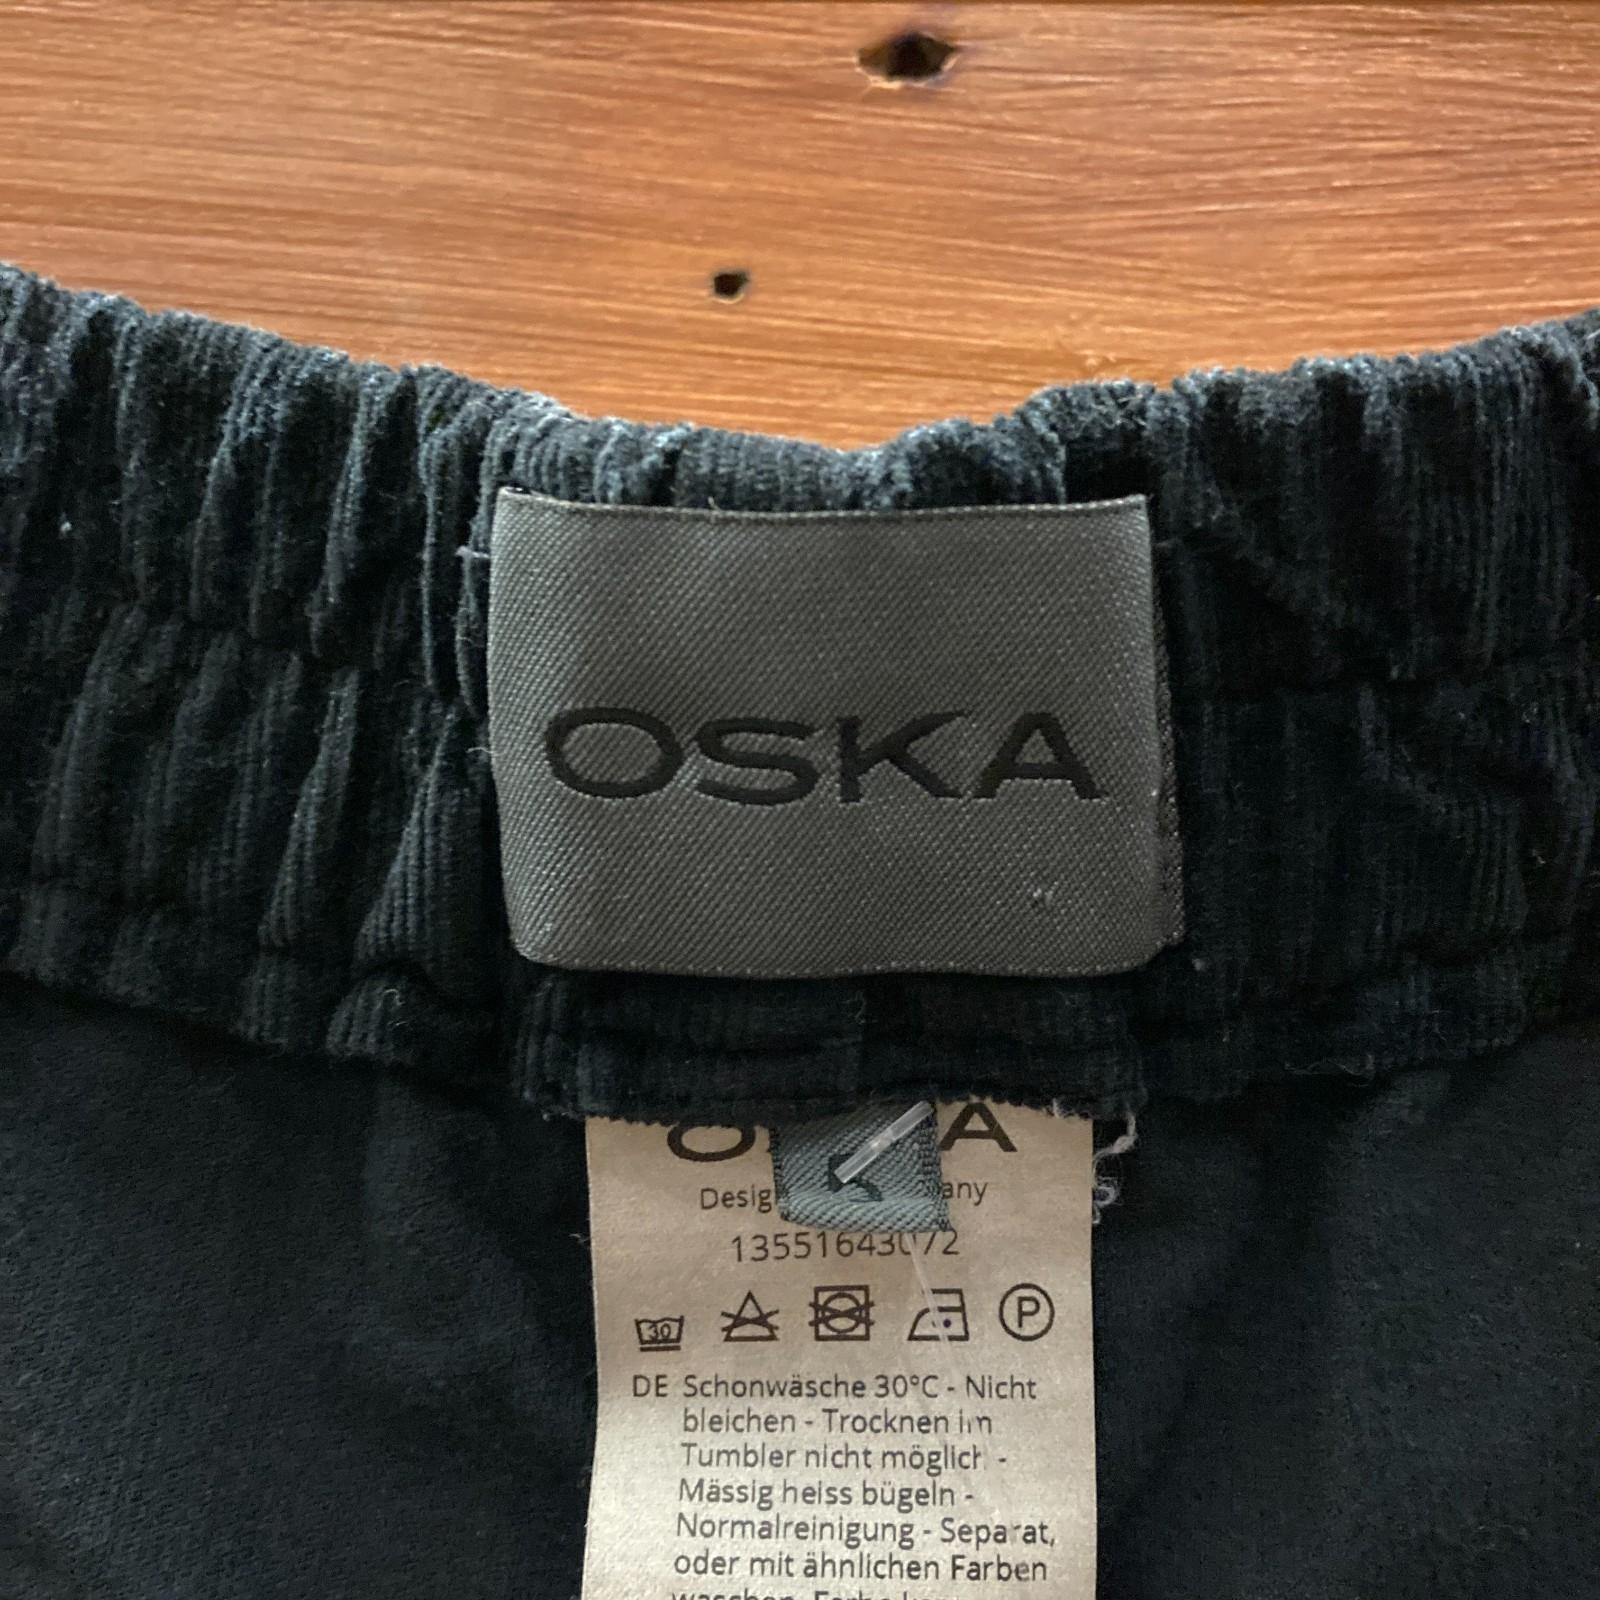 OSKA
O A
Desig any
13551643072
30 P
DE Schonwäsche 30°C - Nicht
bleichen - Trocknen im
Tumbler nicht möglich -
Mässig heiss bügeln -
Normalreinigung - Separat,
oder mit ähnlichen Farben